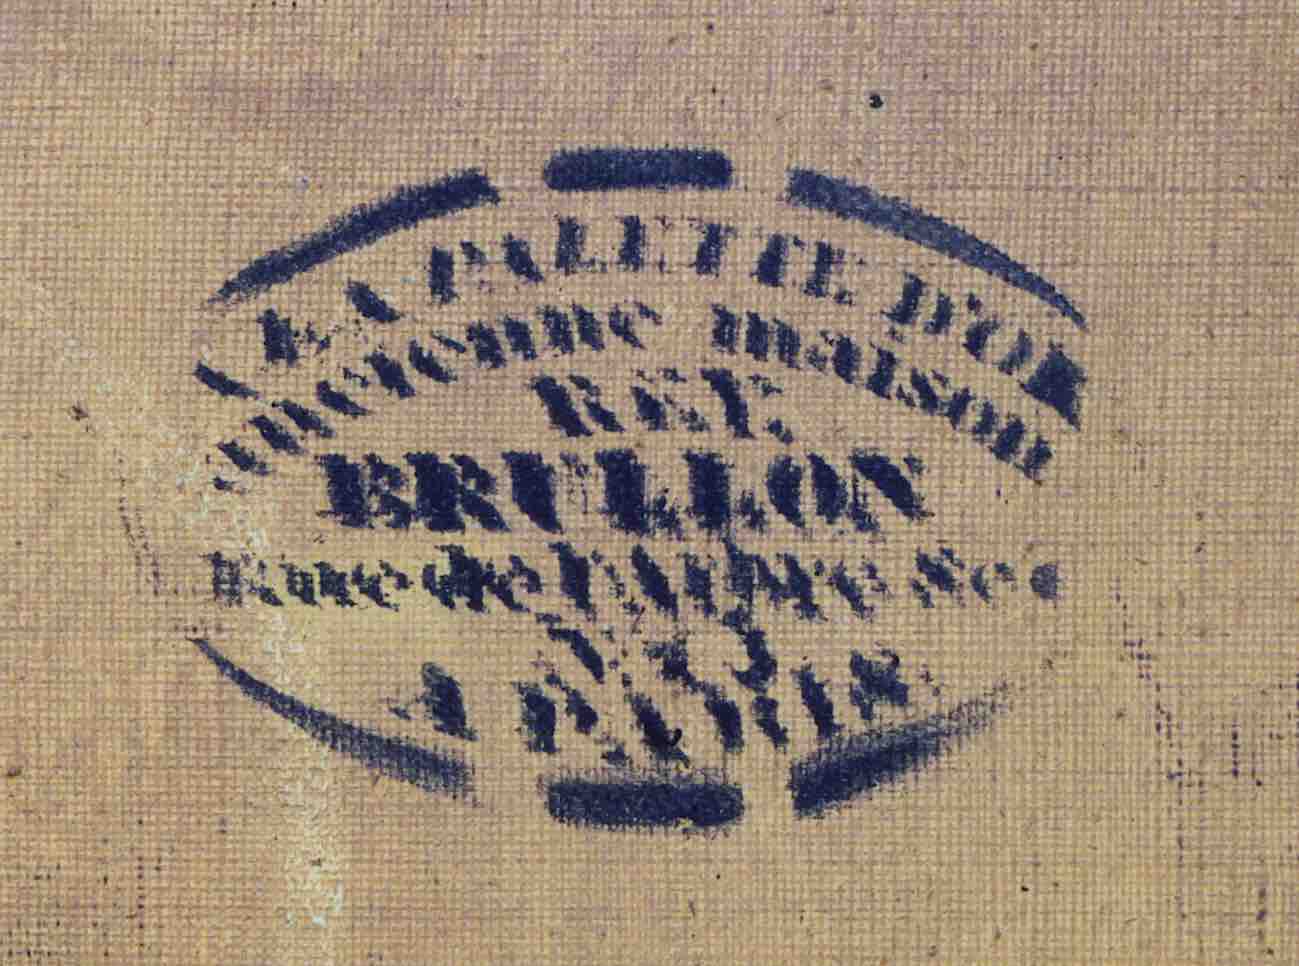 A LA PALETTE D'OR
ancienne maison
REY.
BRULLON
Rue de l'Arbre Sec
A PARIS